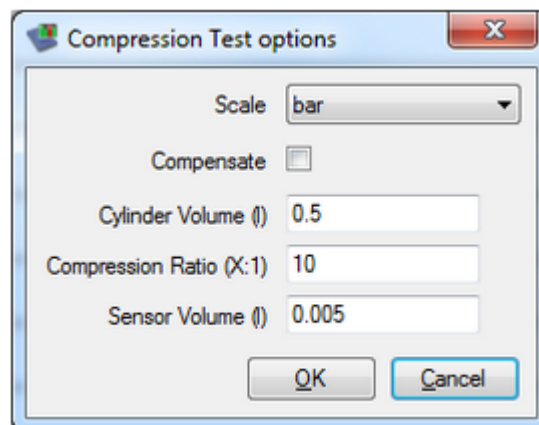 Compression Test options
Scale bar
Compensate
Cylinder Volume (l) 0.5
Compression Ratio (X:1) 10
Sensor Volume (l) 0.005
OK Cancel